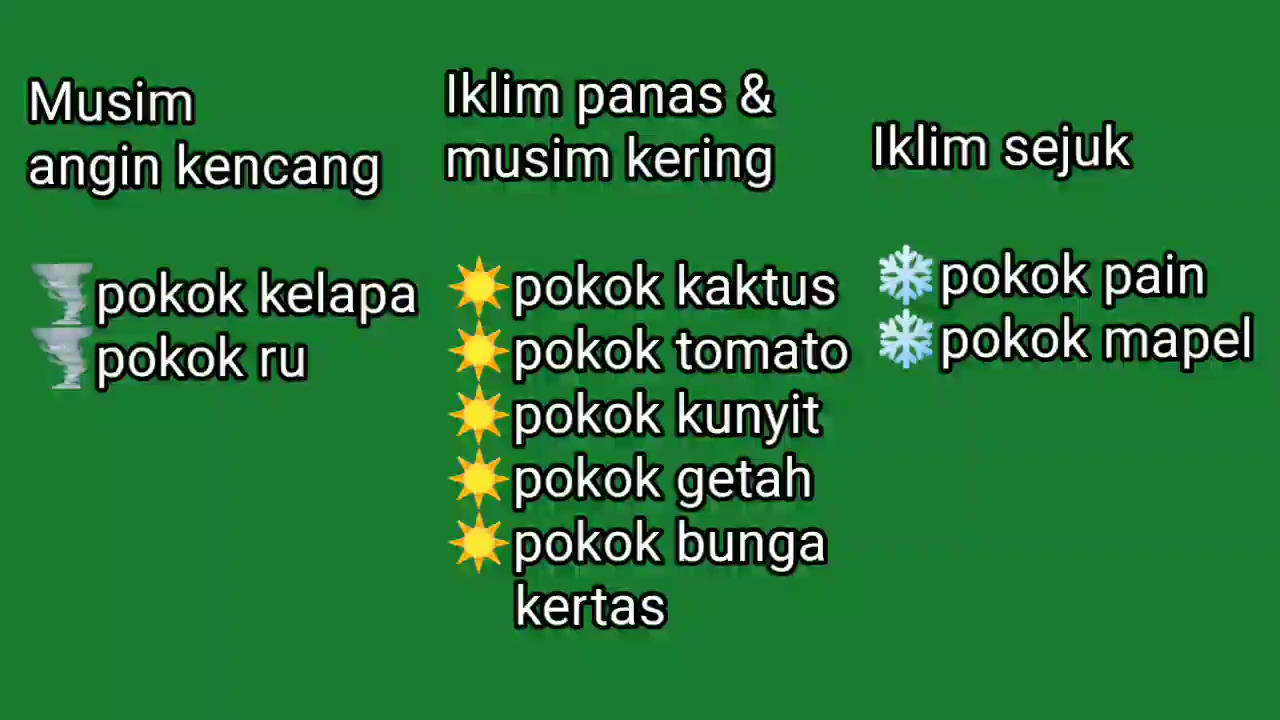 Musim
angin kencang
🌪pokok kelapa
🌪pokok ru
Iklim panas &
musim kering
☀pokok kaktus
☀pokok tomato
☀pokok kunyit
☀pokok getah
☀pokok bunga
kertas
Iklim sejuk
❄pokok pain
❄pokok mapel